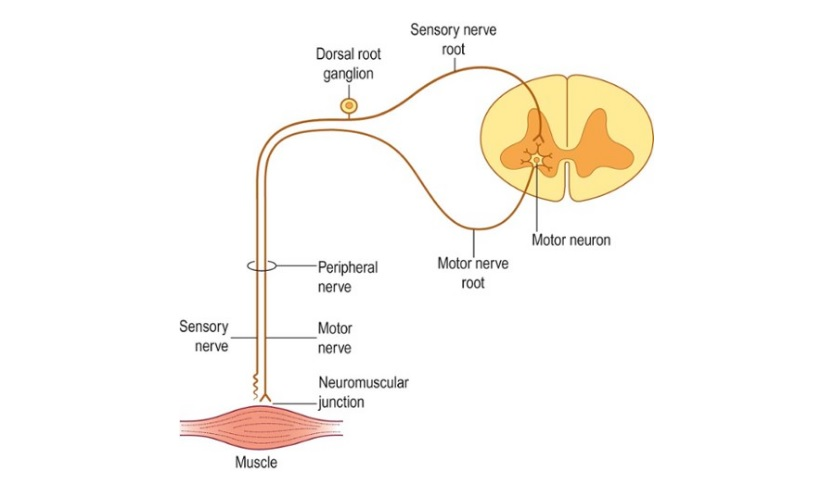 Sensory nerve
root
Dorsal root
ganglion
Motor neuron
Motor nerve
root
Peripheral
nerve
Sensory
nerve
Motor
nerve
Neuromuscular
junction
Muscle